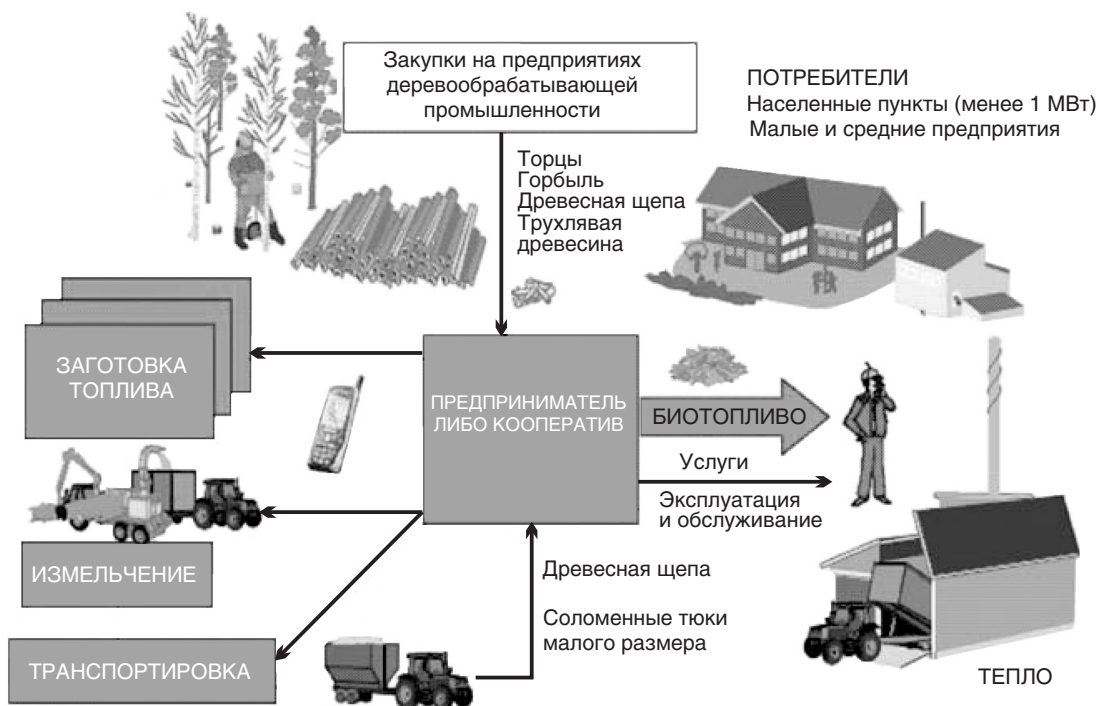 Закупки на предприятиях
деревообрабатывающей
промышленности
ПОТРЕБИТЕЛИ
Населенные пункты (менее 1 МВт)
Малые и средние предприятия
Торцы
Горбыль
Древесная щепа
Трухлявая
древесина
ЗАГОТОВКА
ТОПЛИВА
ПРЕДПРИНИМАТЕЛЬ
ЛИБО КООПЕРАТИВ
БИОТОПЛИВО
Услуги
Эксплуатация
и обслуживание
ИЗМЕЛЬЧЕНИЕ
Древесная щепа
Соломенные тюки
малого размера
ТРАНСПОРТИРОВКА
ТЕПЛО